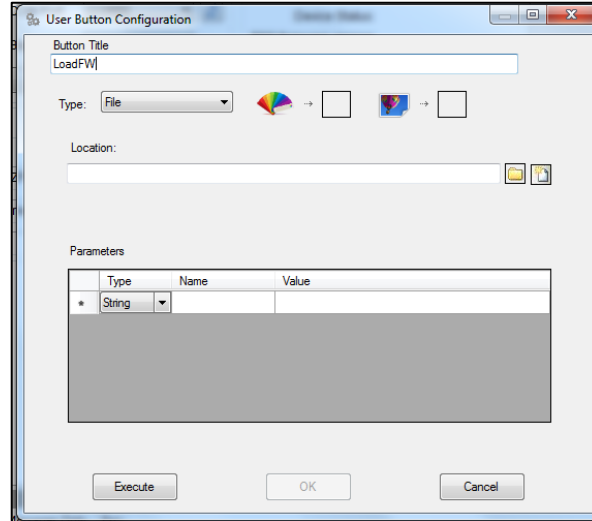 User Button Configuration
Button Title
LoadFW
Type: File
Location:
Parameters
Type Name Value
* String
Execute OK Cancel